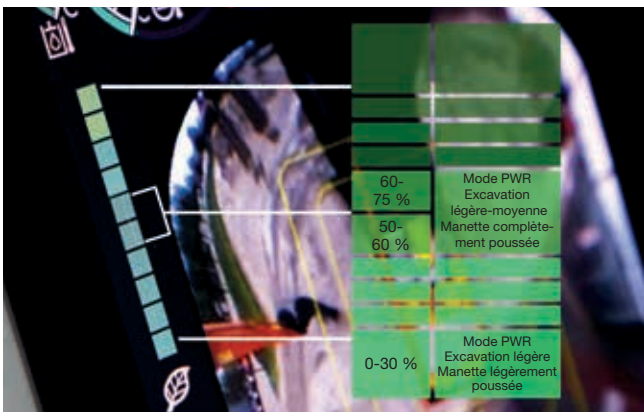 60-
75 %
Mode PWR
Excavation
légère-moyenne
Manette complète-
ment poussée
50-
60 %
0-30 %
Mode PWR
Excavation légère
Manette légèrement
poussée